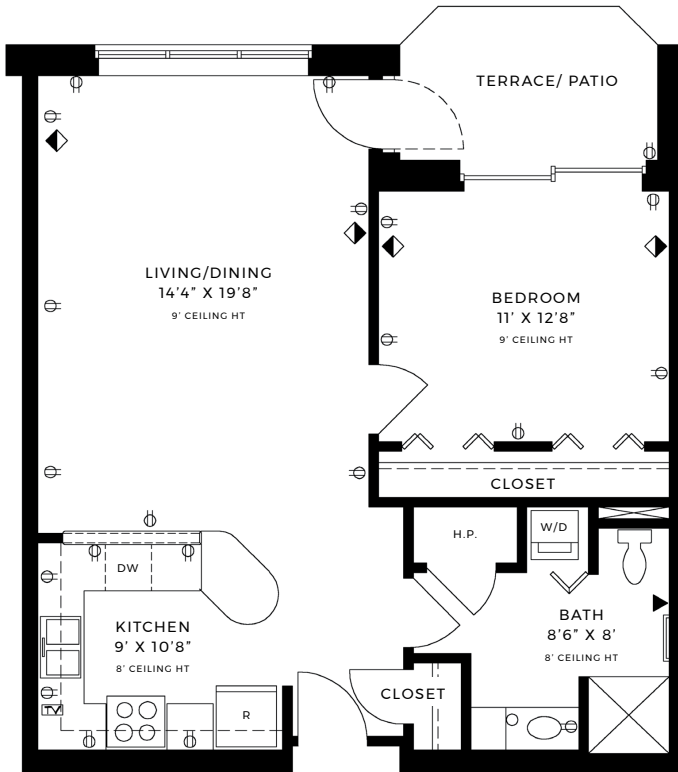 TERRACE/ PATIO
LIVING/DINING
14'4" X 19'8"
9' CEILING HT
BEDROOM
11' X 12'8"
9' CEILING HT
CLOSET
H.P.
W/D
DW
KITCHEN
9' X 10'8"
8' CEILING HT
BATH
8'6" X 8'
8' CEILING HT
CLOSET
R
TV